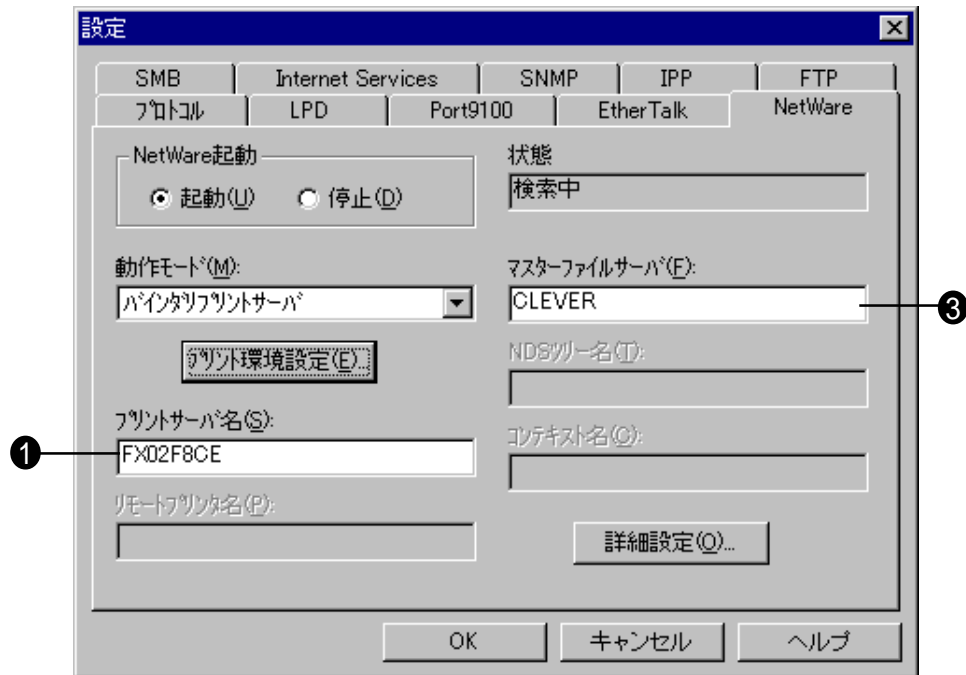 設定
SMB Internet Services SNMP IPP FTP
ﾌﾟﾛﾄｺﾙ LPD Port9100 EtherTalk NetWare
NetWare起動
起動(U) 停止(D)
状態
検索中
動作ﾓｰﾄﾞ(M):
ﾊﾞｲﾝﾀﾞﾘﾌﾟﾘﾝﾄｻｰﾊﾞ
ﾏｽﾀｰﾌｧｲﾙｻｰﾊﾞ(F):
CLEVER
3
ﾌﾟﾘﾝﾄ環境設定(E)...
NDSﾂﾘｰ名(T):
ﾌﾟﾘﾝﾄｻｰﾊﾞ名(S):
1
FX02F8CE
ｺﾝﾃｷｽﾄ名(C):
ﾘﾓｰﾄﾌﾟﾘﾝﾀ名(P):
詳細設定(O)...
OK キャンセル ヘルプ